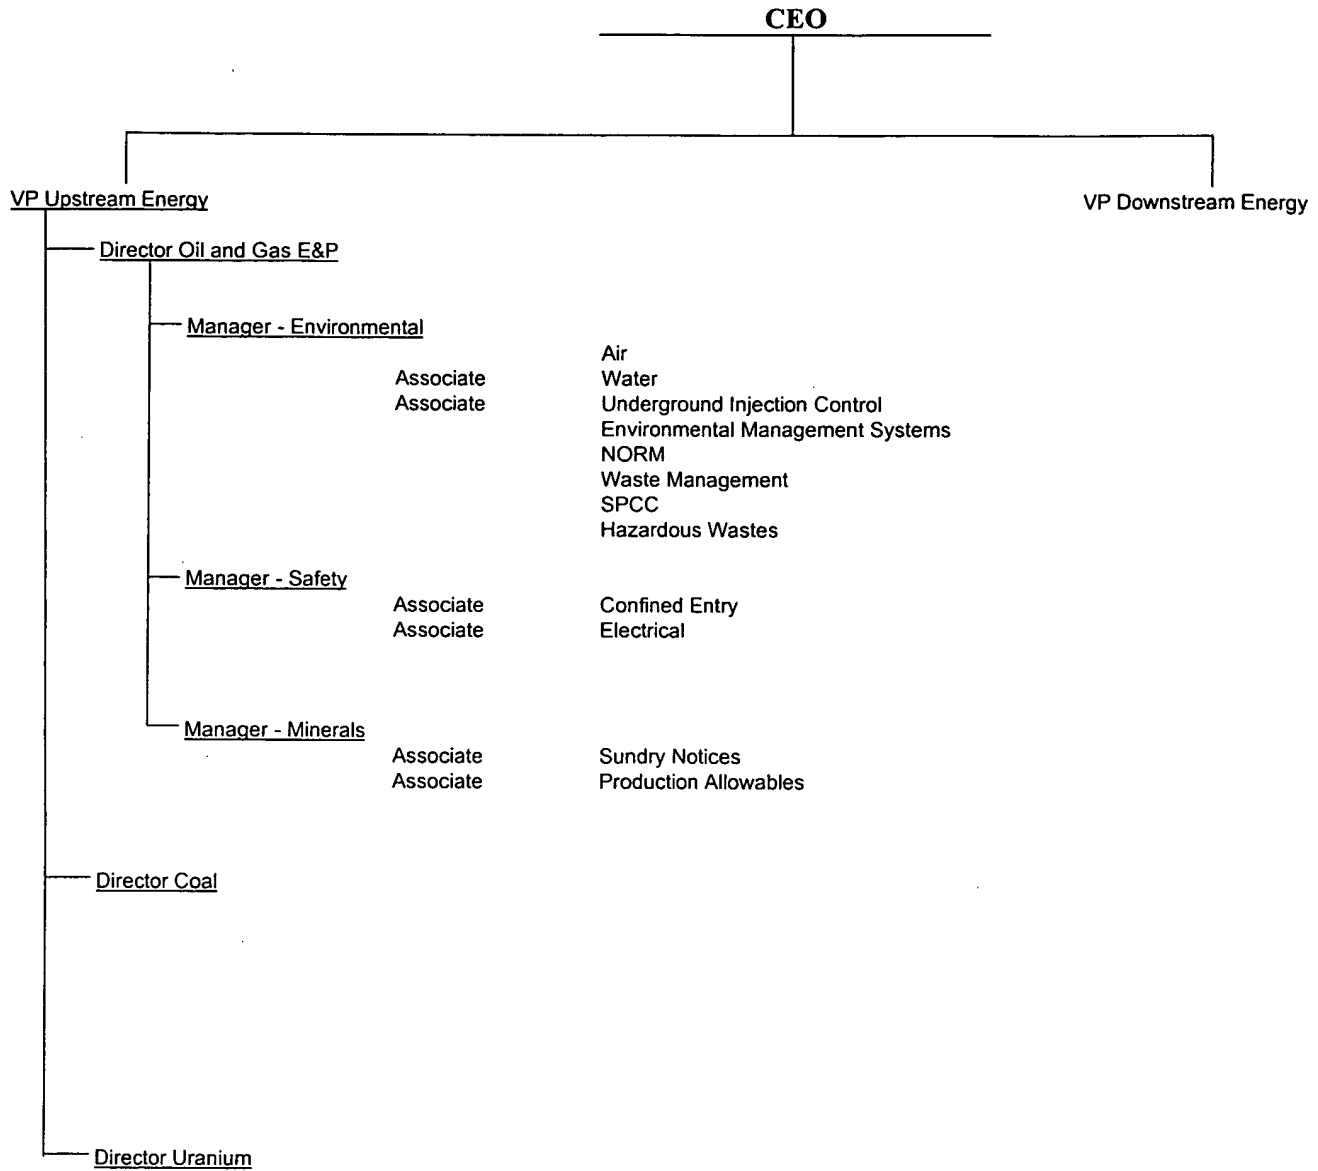 CEO
VP Upstream Energy
VP Downstream Energy
Director Oil and Gas E&P
Manager - Environmental
Air
Associate Water
Associate Underground Injection Control
Environmental Management Systems
NORM
Waste Management
SPCC
Hazardous Wastes
Manager - Safety
Associate Confined Entry
Associate Electrical
Manager - Minerals
Associate Sundry Notices
Associate Production Allowables
Director Coal
Director Uranium